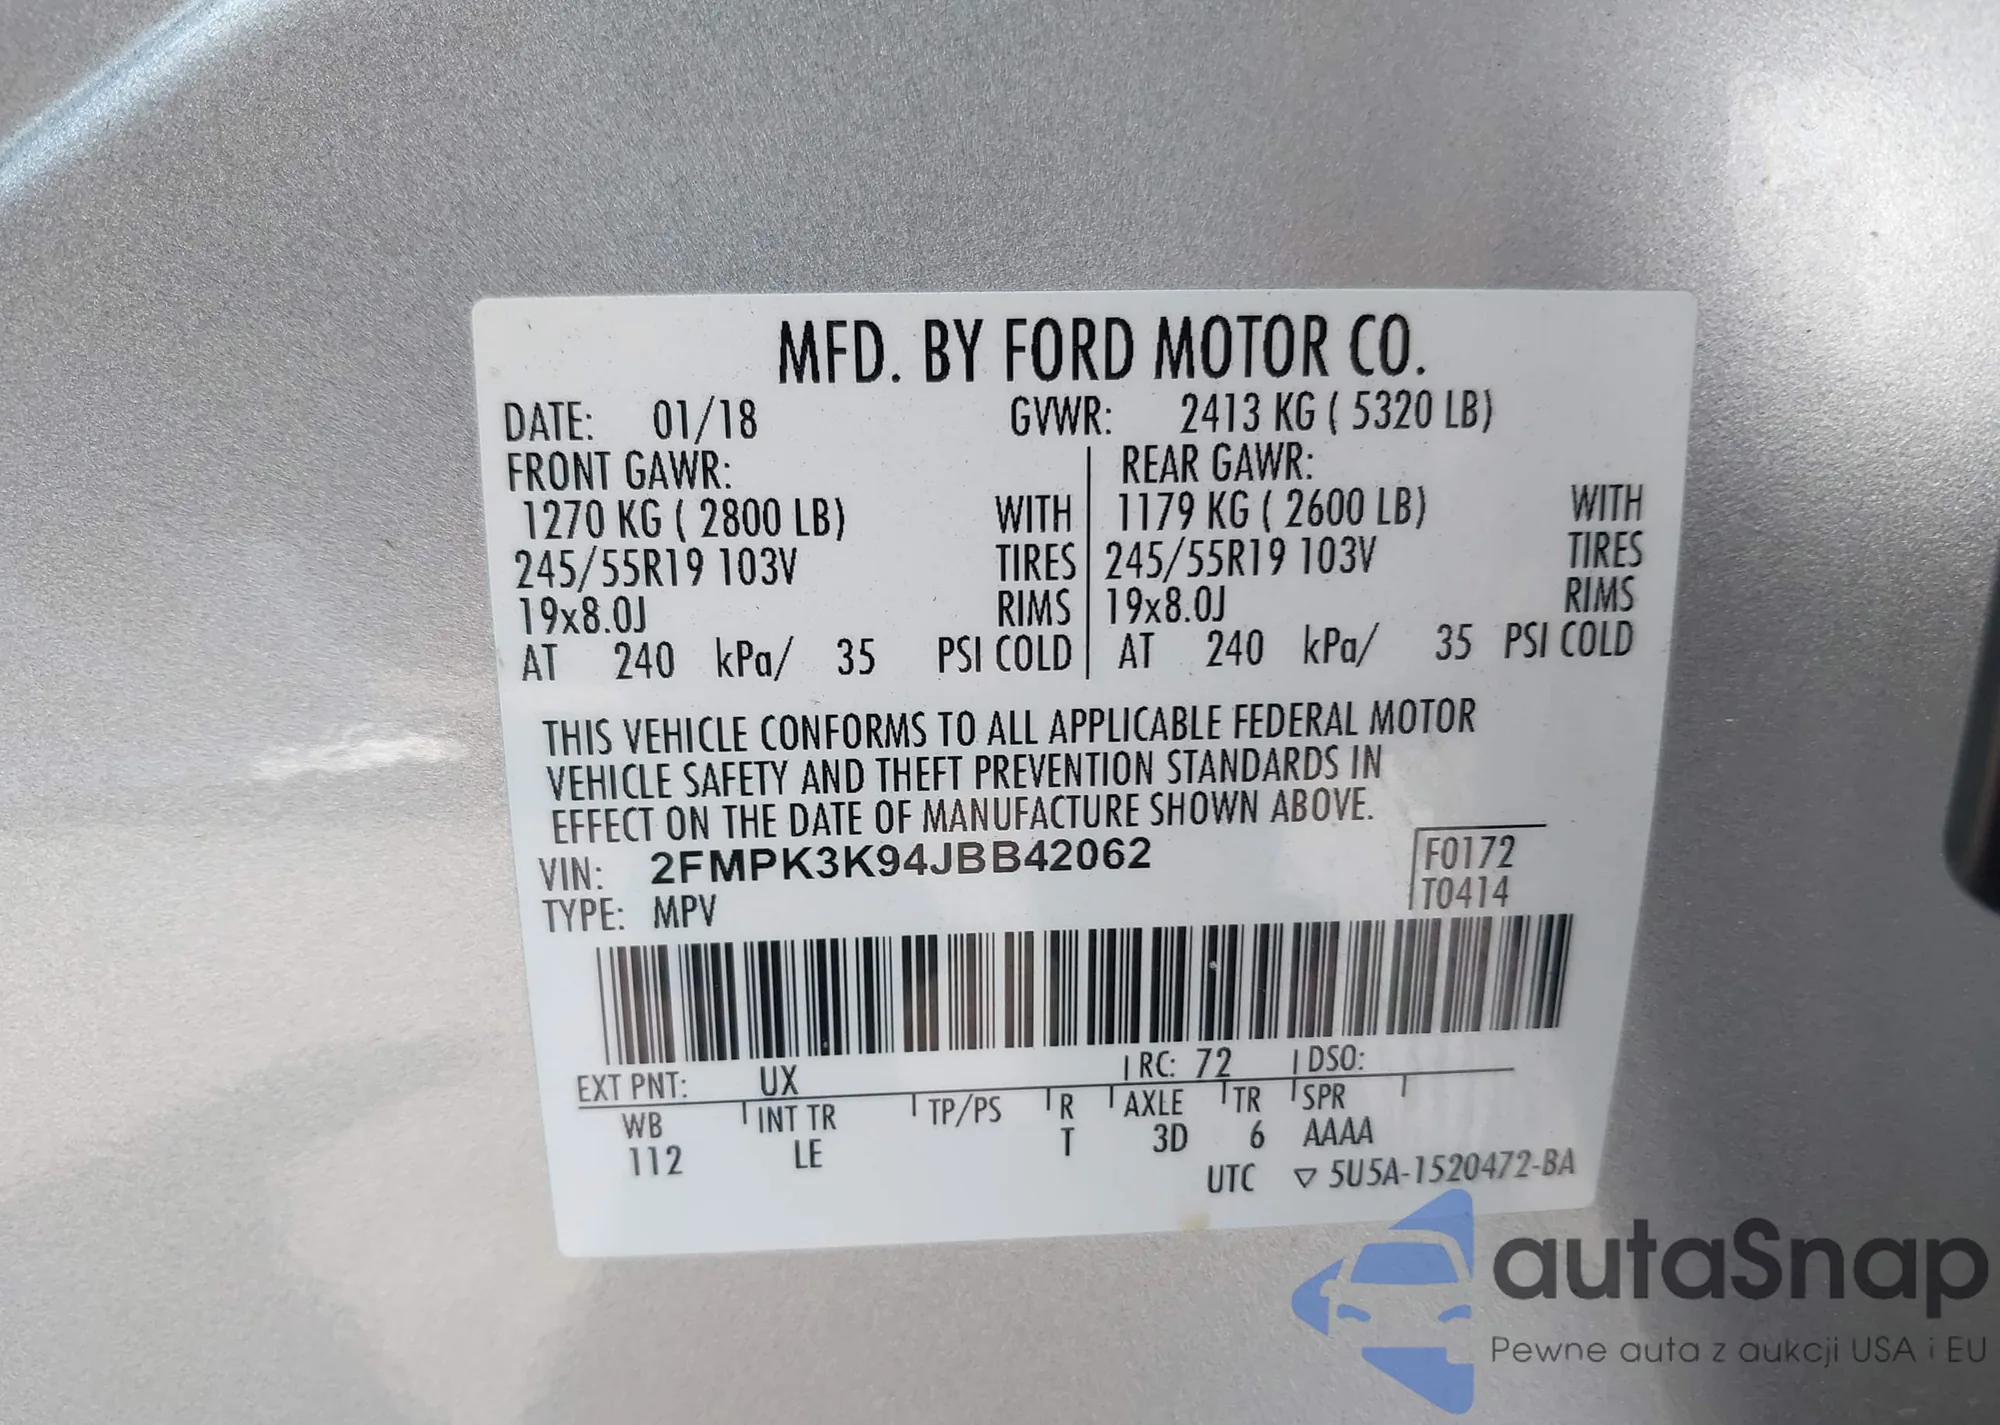 MFD. BY FORD MOTOR CO.
DATE: 01/18 GVWR: 2413 KG ( 5320 LB)
FRONT GAWR: REAR GAWR:
1270 KG ( 2800 LB) WITH 1179 KG ( 2600 LB) WITH
245/55R19 103V TIRES 245/55R19 103V TIRES
19x8.0J RIMS 19x8.0J RIMS
AT 240 kPa/ 35 PSI COLD AT 240 kPa/ 35 PSI COLD
THIS VEHICLE CONFORMS TO ALL APPLICABLE FEDERAL MOTOR
VEHICLE SAFETY AND THEFT PREVENTION STANDARDS IN
EFFECT ON THE DATE OF MANUFACTURE SHOWN ABOVE.
VIN: 2FMPK3K94JBB42062 F0172
TYPE: MPV T0414
EXT PNT: UX RC: 72 DSO:
WB INT TR TP/PS R AXLE TR SPR
112 LE T 3D 6 AAAA
UTC ▽ 5U5A-1520472-BA
autaSnap
Pewne auta z aukcji USA i EU